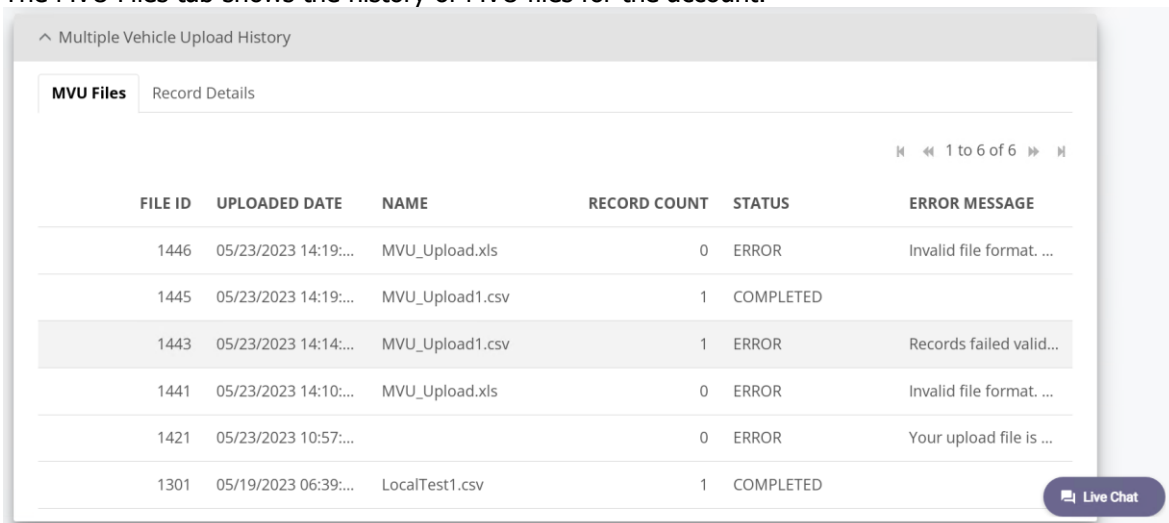 The MVU Files tab shows the history of MVU files for the account.
Multiple Vehicle Upload History
MVU Files Record Details
1 to 6 of 6
FILE ID UPLOADED DATE NAME RECORD COUNT STATUS ERROR MESSAGE
1446 05/23/2023 14:19:... MVU_Upload.xls 0 ERROR Invalid file format. ...
1445 05/23/2023 14:19:... MVU_Upload1.csv 1 COMPLETED
1443 05/23/2023 14:14:... MVU_Upload1.csv 1 ERROR Records failed valid...
1441 05/23/2023 14:10:... MVU_Upload.xls 0 ERROR Invalid file format. ...
1421 05/23/2023 10:57:... 0 ERROR Your upload file is ...
1301 05/19/2023 06:39:... LocalTest1.csv 1 COMPLETED
Live Chat